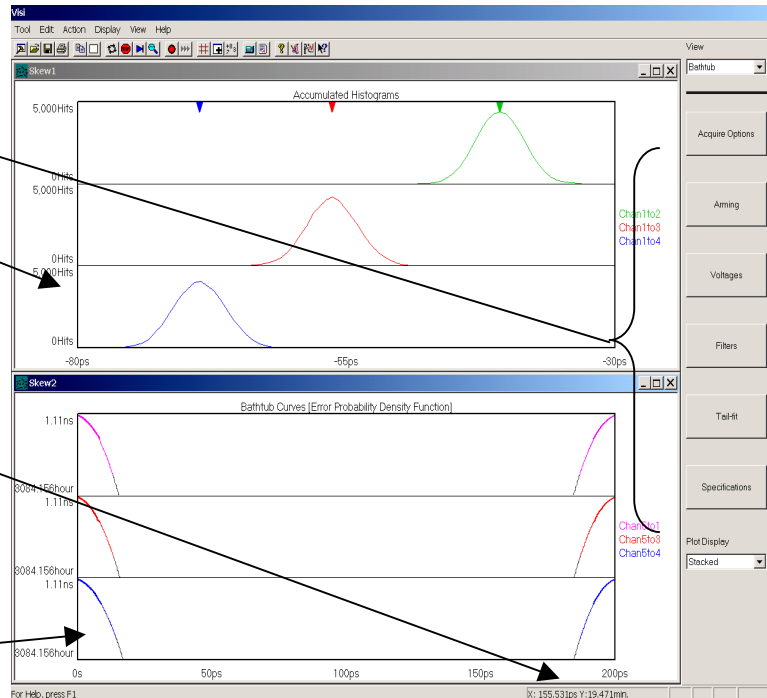 Visi
Tool Edit Action Display View Help
View
Bathtub
Skew1
Accumulated Histograms
5,000Hits
0Hits
5,000Hits
0Hits
5,000Hits
0Hits
Chan1to2
Chan1to3
Chan1to4
-80ps -55ps -30ps
Acquire Options
Arming
Voltages
Filters
Tail-fit
Specifications
Plot Display
Stacked
Skew2
Bathtub Curves [Error Probability Density Function]
1.11ns
3084.156hour
1.11ns
3084.156hour
1.11ns
3084.156hour
Chan5to1
Chan5to3
Chan5to4
0s 50ps 100ps 150ps 200ps
For Help, press F1
X: 155.531ps Y:19.471min.